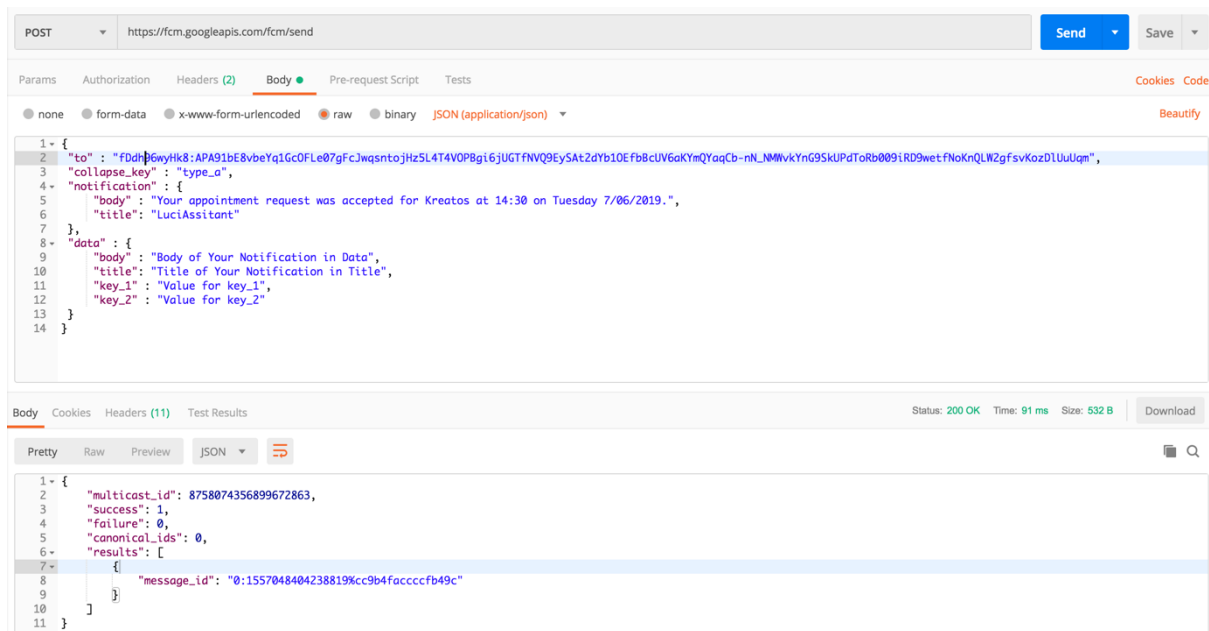 POST https://fcm.googleapis.com/fcm/send Send Save
Params Authorization Headers (2) Body Pre-request Script Tests Cookies Code
none form-data x-www-form-urlencoded raw binary JSON (application/json) Beautify
1 {
2 "to" : "fDdh96wyHk8:APA91bE8vbeYq1GcOFLe07gFcJwqsntojHz5L4T4VOPBgi6jUGTfNVQ9EySAt2dYb1OEfbBcUV6aKYmQYaqCb-nN_NMWvkYnG9SkUPdToRb009iRD9wetfNoKnQLW2gfsvKozDlUuUqm",
3 "collapse_key" : "type_a",
4 "notification" : {
5 "body" : "Your appointment request was accepted for Kreatos at 14:30 on Tuesday 7/06/2019.",
6 "title": "LuciAssitant"
7 },
8 "data" : {
9 "body" : "Body of Your Notification in Data",
10 "title": "Title of Your Notification in Title",
11 "key_1" : "Value for key_1",
12 "key_2" : "Value for key_2"
13 }
14 }
Body Cookies Headers (11) Test Results Status: 200 OK Time: 91 ms Size: 532 B Download
Pretty Raw Preview JSON
1 {
2 "multicast_id": 8758074356899672863,
3 "success": 1,
4 "failure": 0,
5 "canonical_ids": 0,
6 "results": [
7 {
8 "message_id": "0:1557048404238819%cc9b4faccccfb49c"
9 }
10 ]
11 }